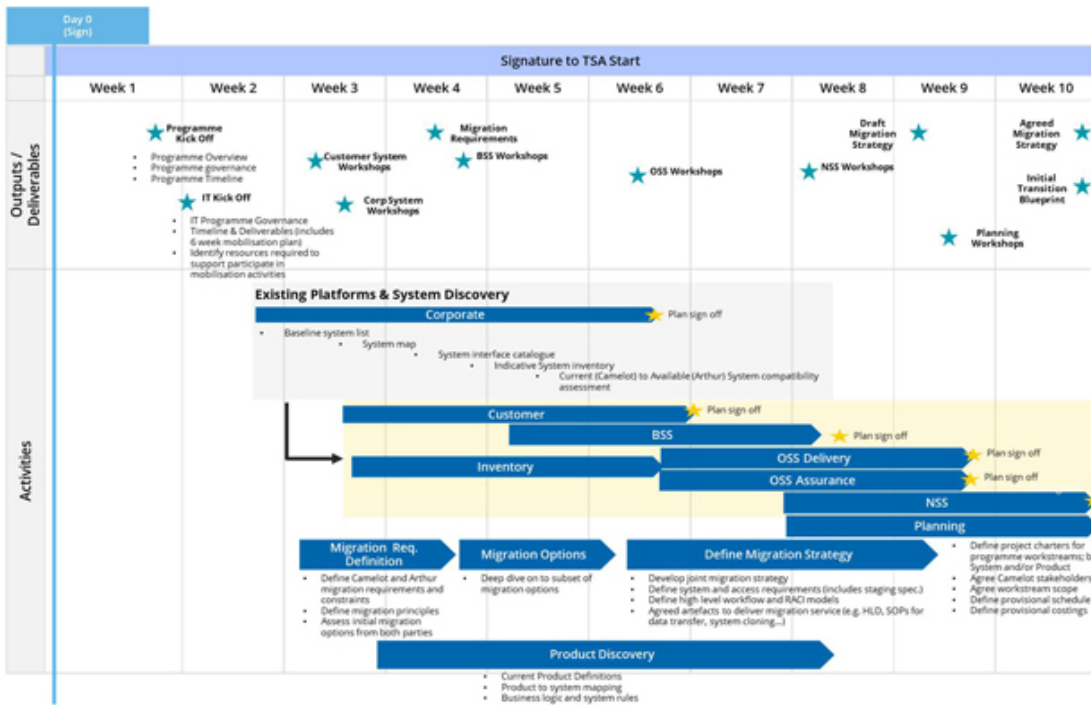 Day 0
(Sign)
Signature to TSA Start
Week 1
Week 2
Week 3
Week 4
Week 5
Week 6
Week 7
Week 8
Week 9
Week 10
Outputs /
Deliverables
Programme
Kick Off
• Programme Overview
• Programme governance
• Programme Timeline
IT Kick Off
• IT Programme Governance
• Timeline & Deliverables (includes
6 week mobilisation plan)
• Identify resources required to
support participate in
mobilisation activities
Customer System
Workshops
Corp System
Workshops
Migration
Requirements
BSS Workshops
OSS Workshops
NSS Workshops
Draft
Migration
Strategy
Planning
Workshops
Agreed
Migration
Strategy
Initial
Transition
Blueprint
Activities
Existing Platforms & System Discovery
Corporate
Plan sign off
• Baseline system list
• System map
• System interface catalogue
• Indicative System inventory
• Current (Camelot) to Available (Arthur) System compatibility
assessment
Customer
Plan sign off
BSS
Plan sign off
Inventory
OSS Delivery
Plan sign off
OSS Assurance
Plan sign off
NSS
Planning
Migration Req.
Definition
• Define Camelot and Arthur
migration requirements and
constraints
• Define migration principles
• Assess initial migration
options from both parties
Migration Options
• Deep dive on to subset of
migration options
Define Migration Strategy
• Develop joint migration strategy
• Define system and access requirements (includes staging spec.)
• Define high level workflow and RACI models
• Agreed artefacts to deliver migration service (e.g. HLD, SOPs for
data transfer, system cloning...)
• Define project charters for
programme workstreams; b
System and/or Product
• Agree Camelot stakeholders
• Agree workstream scope
• Define provisional schedule
• Define provisional costings
Product Discovery
• Current Product Definitions
• Product to system mapping
• Business logic and system rules